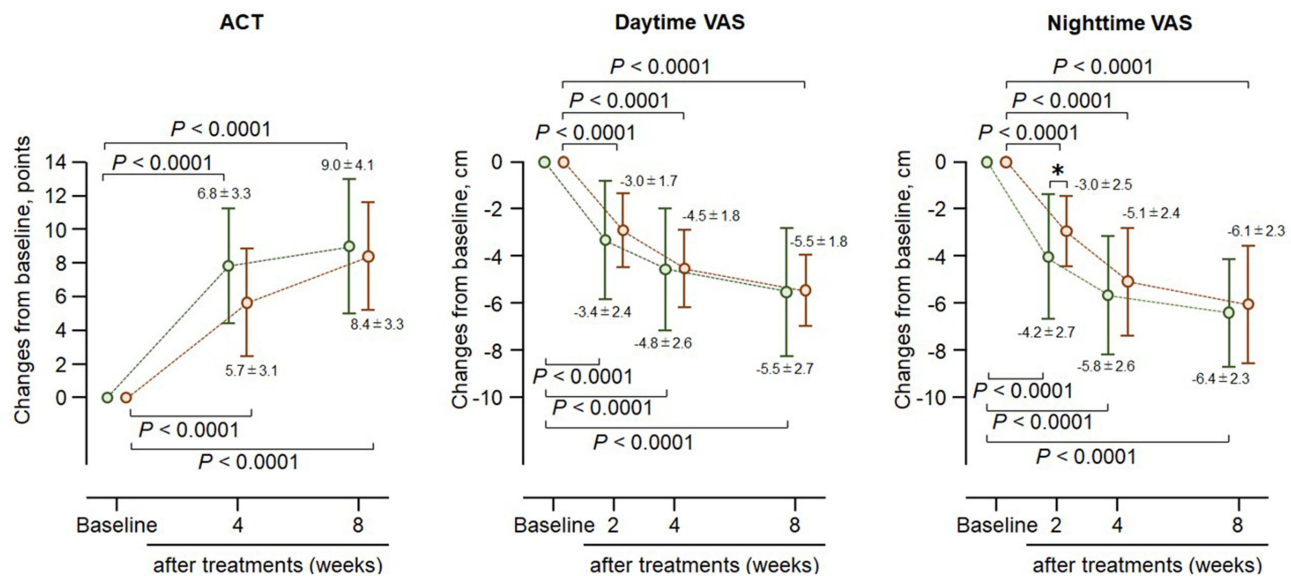 ACT
Changes from baseline, points
P < 0.0001
P < 0.0001
14
12
10
8
6
4
2
0
6.8 ± 3.3
9.0 ± 4.1
5.7 ± 3.1
8.4 ± 3.3
P < 0.0001
P < 0.0001
Baseline 4 8
after treatments (weeks)
Daytime VAS
Changes from baseline, cm
P < 0.0001
P < 0.0001
P < 0.0001
0
-2
-4
-6
-8
-10
-3.0 ± 1.7
-4.5 ± 1.8
-5.5 ± 1.8
-3.4 ± 2.4
-4.8 ± 2.6
-5.5 ± 2.7
P < 0.0001
P < 0.0001
P < 0.0001
Baseline 2 4 8
after treatments (weeks)
Nighttime VAS
Changes from baseline, cm
P < 0.0001
P < 0.0001
P < 0.0001
0
-2
-4
-6
-8
-10
*
-3.0 ± 2.5
-5.1 ± 2.4
-6.1 ± 2.3
-4.2 ± 2.7
-5.8 ± 2.6
-6.4 ± 2.3
P < 0.0001
P < 0.0001
P < 0.0001
Baseline 2 4 8
after treatments (weeks)